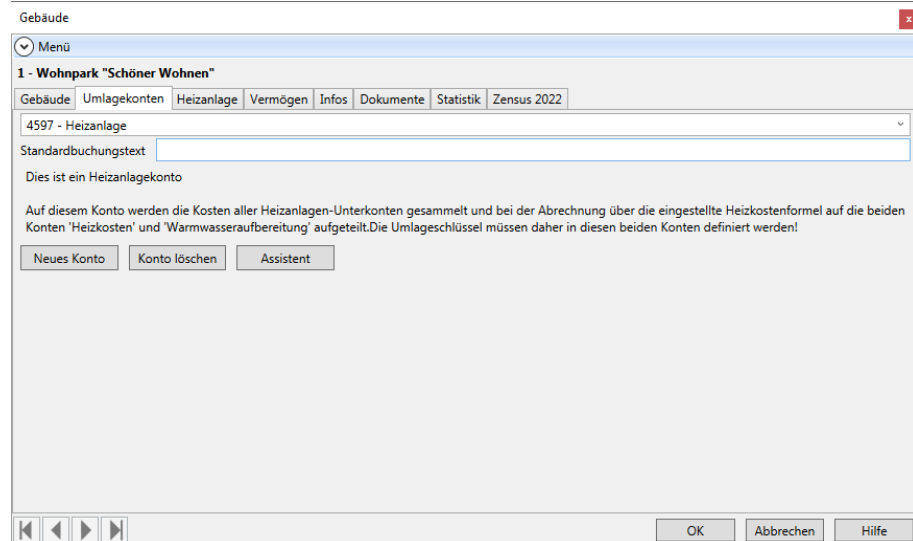 Gebäude
x
Menü
1 - Wohnpark "Schöner Wohnen"
Gebäude Umlagekonten Heizanlage Vermögen Infos Dokumente Statistik Zensus 2022
4597 - Heizanlage
Standardbuchungstext
Dies ist ein Heizanlagekonto
Auf diesem Konto werden die Kosten aller Heizanlagen-Unterkonten gesammelt und bei der Abrechnung über die eingestellte Heizkostenformel auf die beiden
Konten 'Heizkosten' und 'Warmwasseraufbereitung' aufgeteilt.Die Umlageschlüssel müssen daher in diesen beiden Konten definiert werden!
Neues Konto Konto löschen Assistent
OK Abbrechen Hilfe